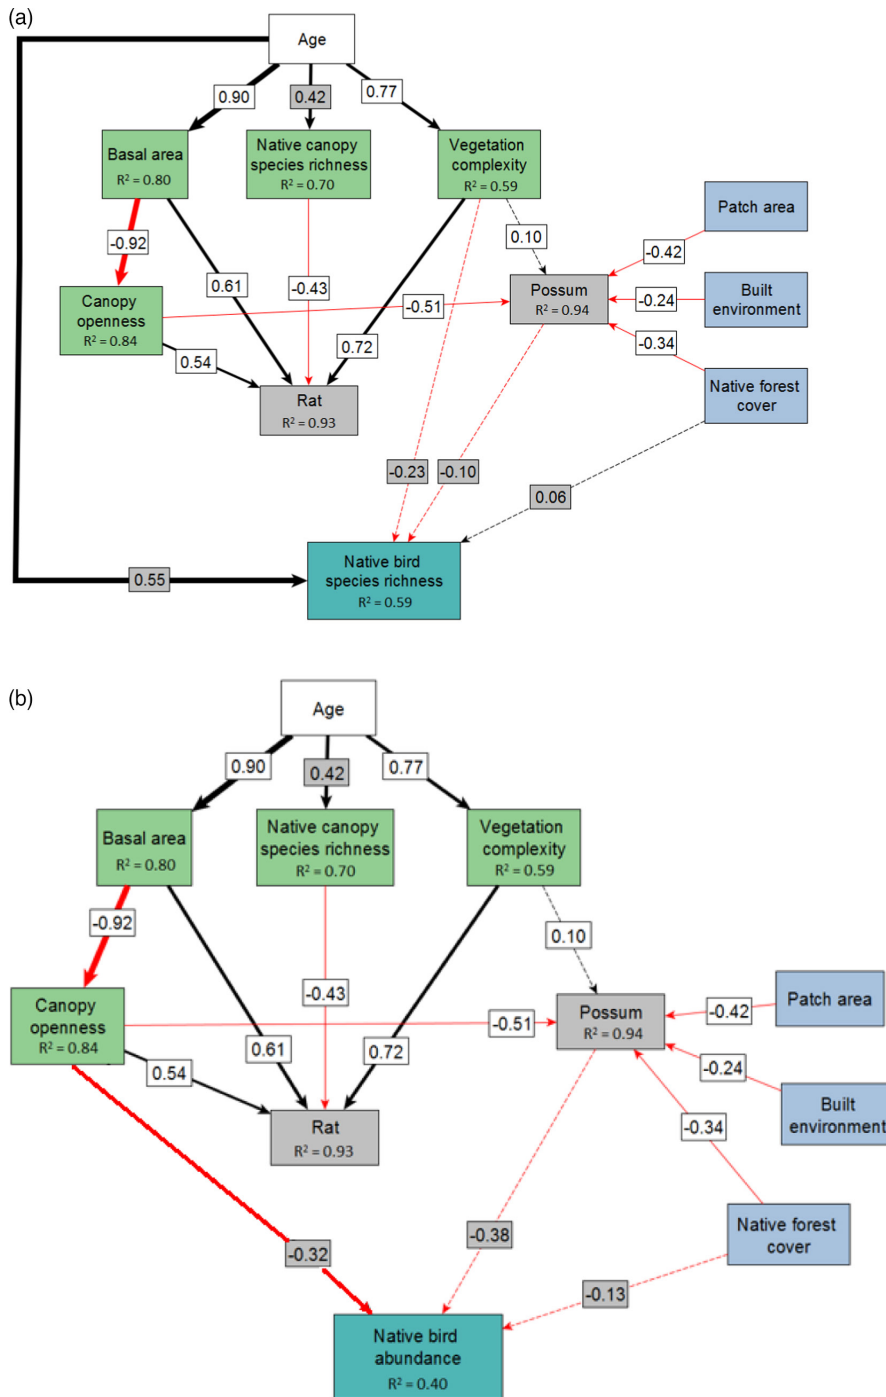 (a)
Age
0.90
0.42
0.77
Basal area
R² = 0.80
Native canopy
species richness
R² = 0.70
Vegetation
complexity
R² = 0.59
Patch area
-0.92
0.10
-0.42
Canopy
openness
R² = 0.84
0.61
-0.43
-0.51
Possum
R² = 0.94
-0.24
Built
environment
0.54
0.72
-0.34
Rat
R² = 0.93
Native forest
cover
-0.23
-0.10
0.06
0.55
Native bird
species richness
R² = 0.59
(b)
Age
0.90
0.42
0.77
Basal area
R² = 0.80
Native canopy
species richness
R² = 0.70
Vegetation
complexity
R² = 0.59
-0.92
0.10
Canopy
openness
R² = 0.84
-0.43
-0.51
Possum
R² = 0.94
-0.42
Patch area
0.54
0.61
0.72
-0.24
Built
environment
Rat
R² = 0.93
-0.34
-0.32
-0.38
Native forest
cover
-0.13
Native bird
abundance
R² = 0.40